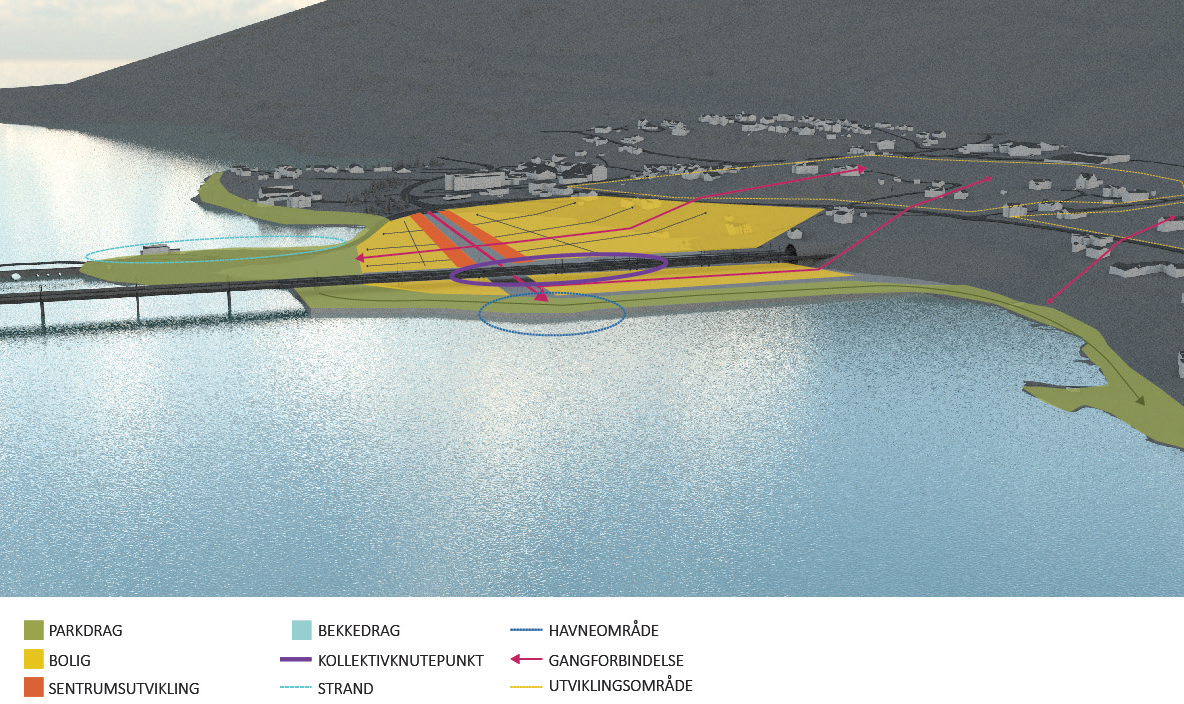 PARKDRAG
BOLIG
SENTRUMSUTVIKLING
BEKKEDRAG
KOLLEKTIVKNUTEPUNKT
STRAND
HAVNEOMRÅDE
GANGFORBINDELSE
UTVIKLINGSOMRÅDE